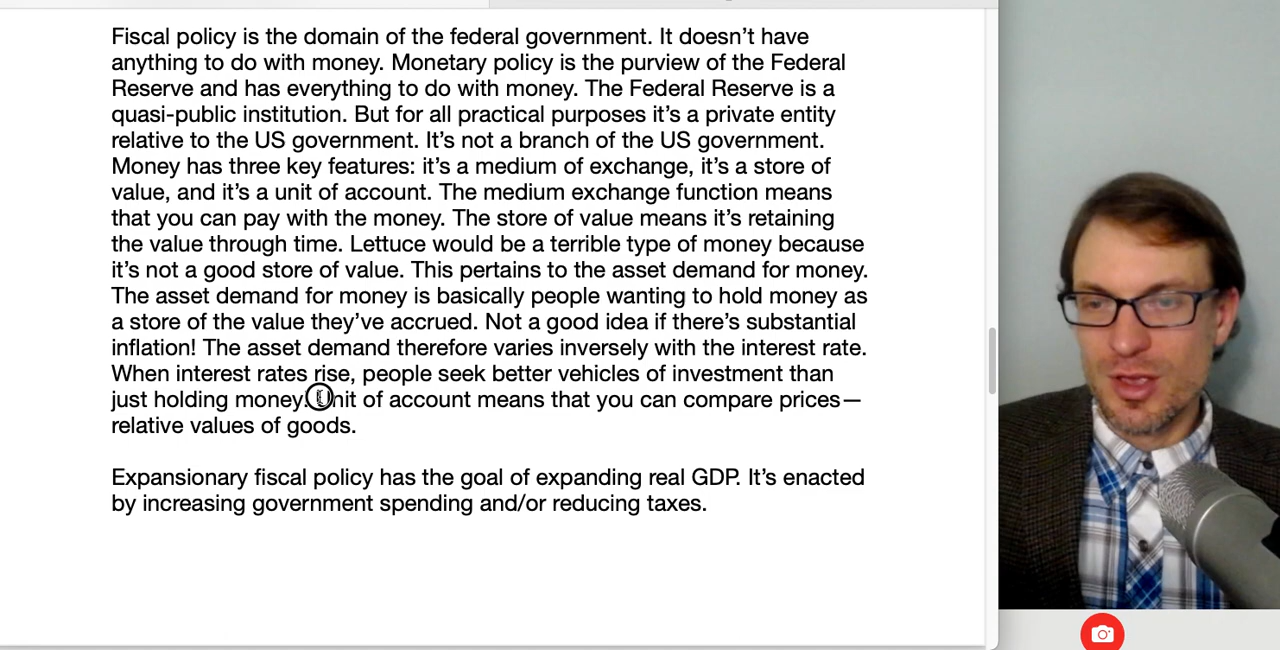 Fiscal policy is the domain of the federal government. It doesn’t have
anything to do with money. Monetary policy is the purview of the Federal
Reserve and has everything to do with money. The Federal Reserve is a
quasi-public institution. But for all practical purposes it’s a private entity
relative to the US government. It’s not a branch of the US government.
Money has three key features: it’s a medium of exchange, it’s a store of
value, and it’s a unit of account. The medium exchange function means
that you can pay with the money. The store of value means it’s retaining
the value through time. Lettuce would be a terrible type of money because
it’s not a good store of value. This pertains to the asset demand for money.
The asset demand for money is basically people wanting to hold money as
a store of the value they’ve accrued. Not a good idea if there’s substantial
inflation! The asset demand therefore varies inversely with the interest rate.
When interest rates rise, people seek better vehicles of investment than
just holding money. Unit of account means that you can compare prices—
relative values of goods.
Expansionary fiscal policy has the goal of expanding real GDP. It’s enacted
by increasing government spending and/or reducing taxes.